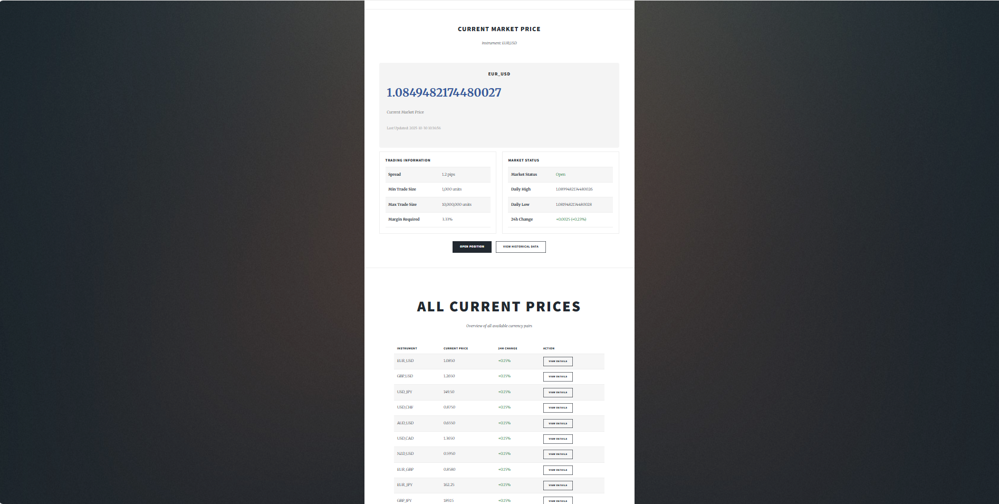 CURRENT MARKET PRICE
Instrument: EUR_USD
EUR_USD
1.0849482174480027
Current Market Price
Last Updated: 2025-10-30 10:36:56
TRADING INFORMATION
Spread 1.2 pips
Min Trade Size 1,000 units
Max Trade Size 10,000,000 units
Margin Required 3.33%
MARKET STATUS
Market Status Open
Daily High 1.0899482174480026
Daily Low 1.0819482174480028
24h Change +0.0025 (+0.23%)
OPEN POSITION VIEW HISTORICAL DATA
ALL CURRENT PRICES
Overview of all available currency pairs
INSTRUMENT CURRENT PRICE 24H CHANGE ACTION
EUR_USD 1.0850 +0.15% VIEW DETAILS
GBP_USD 1.2650 +0.15% VIEW DETAILS
USD_JPY 149.50 +0.15% VIEW DETAILS
USD_CHF 0.8750 +0.15% VIEW DETAILS
AUD_USD 0.6550 +0.15% VIEW DETAILS
USD_CAD 1.3650 +0.15% VIEW DETAILS
NZD_USD 0.5950 +0.15% VIEW DETAILS
EUR_GBP 0.8580 +0.15% VIEW DETAILS
EUR_JPY 162.25 +0.15% VIEW DETAILS
GBP_JPY 189.15 +0.15% VIEW DETAILS